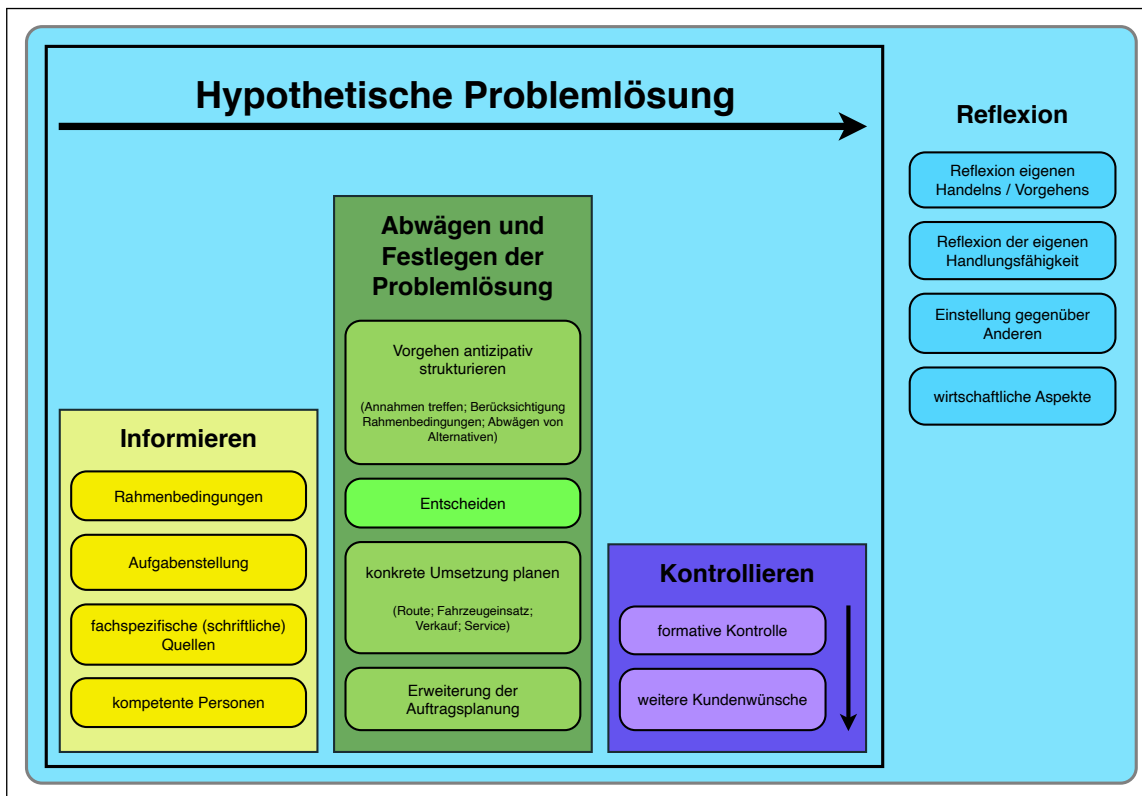 Hypothetische Problemlösung
Informieren
Rahmenbedingungen
Aufgabenstellung
fachspezifische (schriftliche)
Quellen
kompetente Personen
Abwägen und
Festlegen der
Problemlösung
Vorgehen antizipativ
strukturieren
(Annahmen treffen; Berücksichtigung
Rahmenbedingungen; Abwägen von
Alternativen)
Entscheiden
konkrete Umsetzung planen
(Route; Fahrzeugeinsatz;
Verkauf; Service)
Erweiterung der
Auftragsplanung
Kontrollieren
formative Kontrolle
weitere Kundenwünsche
Reflexion
Reflexion eigenen
Handelns / Vorgehens
Reflexion der eigenen
Handlungsfähigkeit
Einstellung gegenüber
Anderen
wirtschaftliche Aspekte